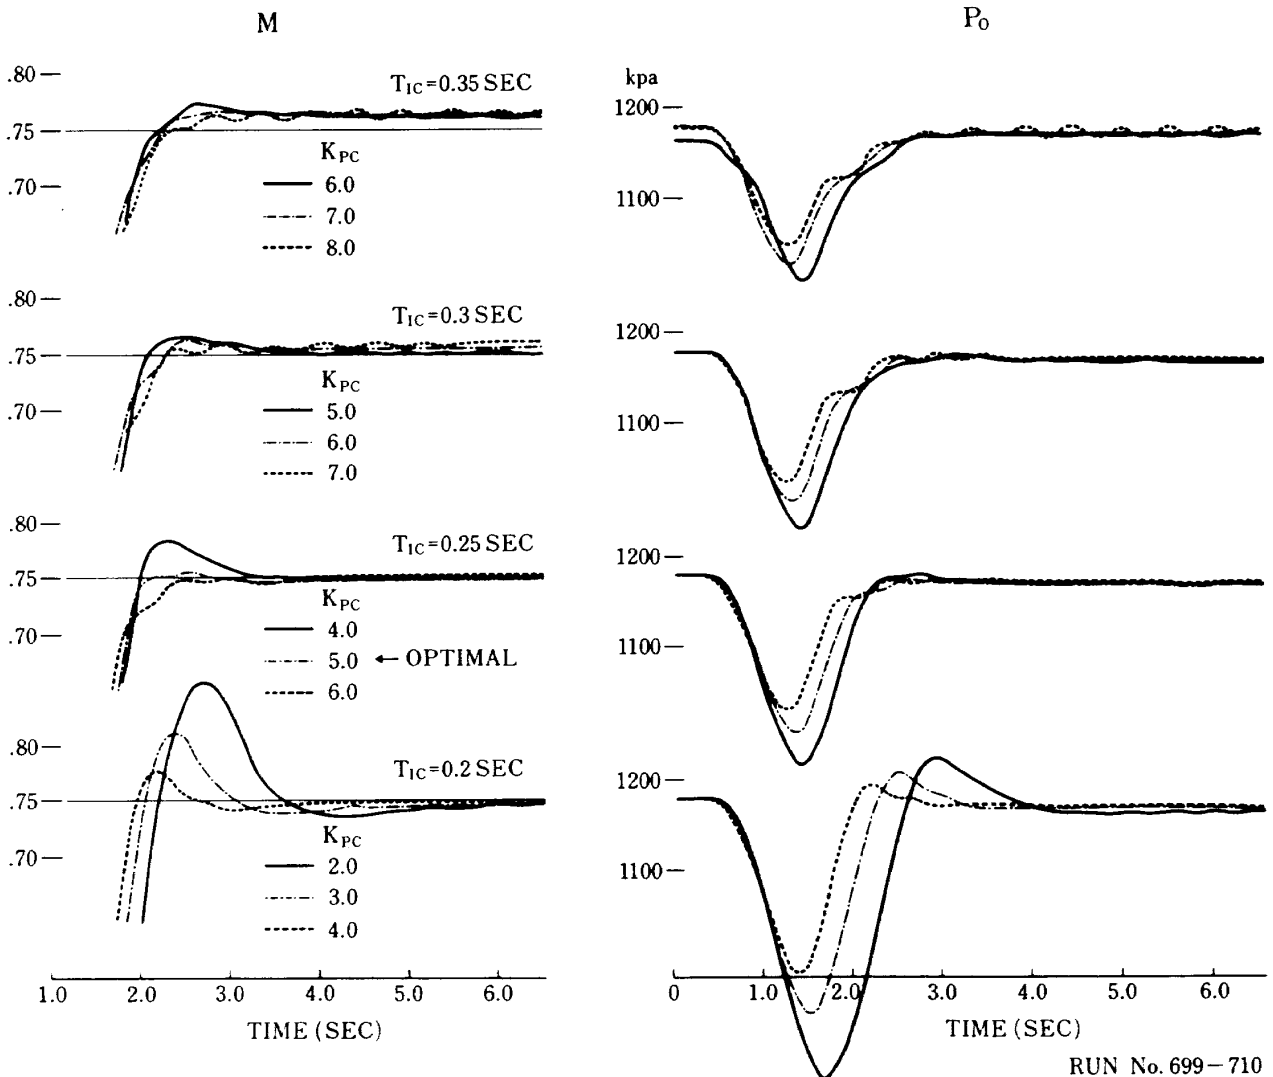 M
P₀
.80
.75
.70
T_IC=0.35 SEC
K_PC
6.0
7.0
8.0
kpa
1200
1100
.80
.75
.70
T_IC=0.3 SEC
K_PC
5.0
6.0
7.0
1200
1100
.80
.75
.70
T_IC=0.25 SEC
K_PC
4.0
5.0 ← OPTIMAL
6.0
1200
1100
.80
.75
.70
T_IC=0.2 SEC
K_PC
2.0
3.0
4.0
1200
1100
1.0 2.0 3.0 4.0 5.0 6.0
TIME (SEC)
0 1.0 2.0 3.0 4.0 5.0 6.0
TIME (SEC)
RUN No. 699－710